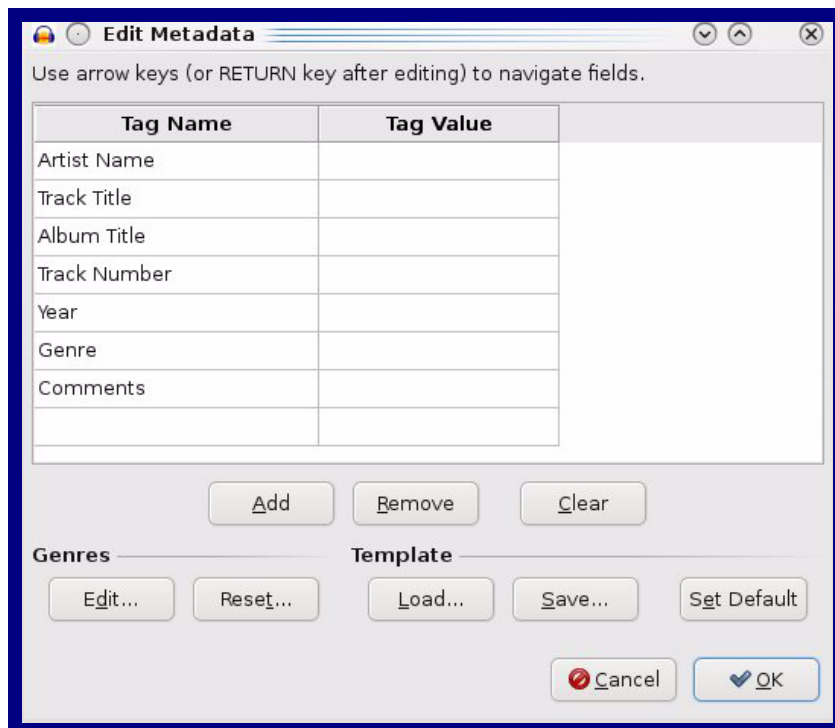 Edit Metadata
Use arrow keys (or RETURN key after editing) to navigate fields.
Tag Name Tag Value
Artist Name
Track Title
Album Title
Track Number
Year
Genre
Comments
Add Remove Clear
Genres Template
Edit... Reset... Load... Save... Set Default
Cancel OK